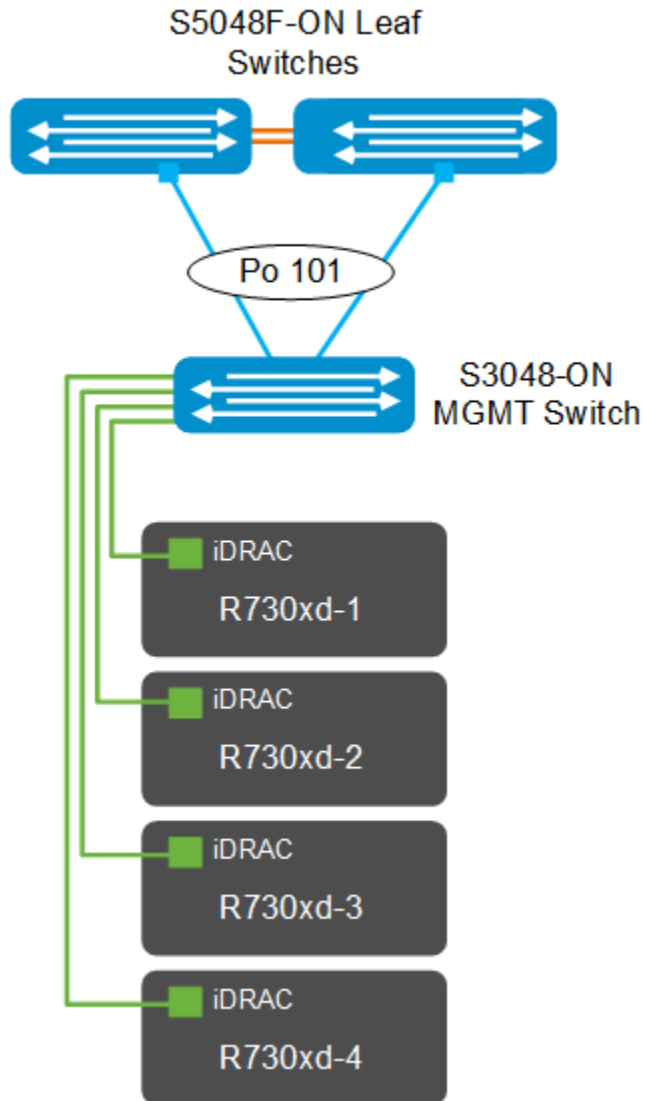 S5048F-ON Leaf
Switches
Po 101
S3048-ON
MGMT Switch
iDRAC
R730xd-1
iDRAC
R730xd-2
iDRAC
R730xd-3
iDRAC
R730xd-4